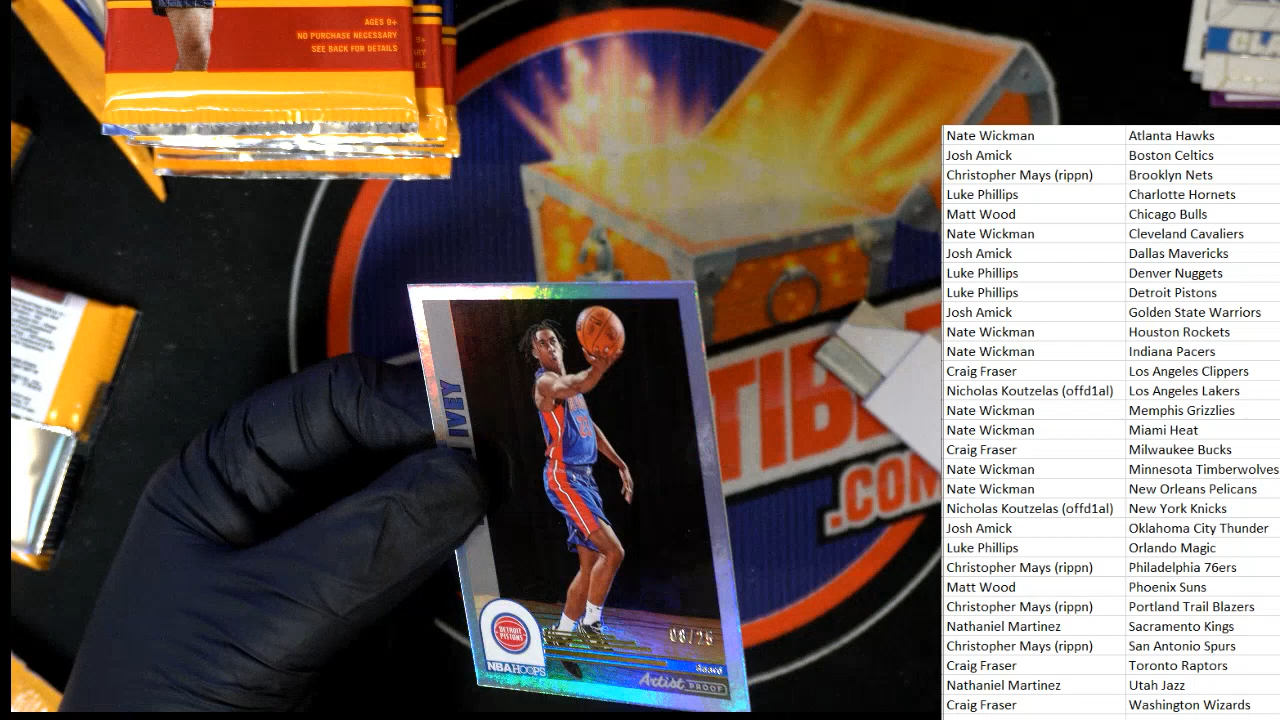 AGES 8+
NO PURCHASE NECESSARY
SEE BACK FOR DETAILS
CLA
TIB
.COM
IVEY
DETROIT
PISTONS
NBA HOOPS
08/25
Guard
Artist PROOF
Nate Wickman Atlanta Hawks
Josh Amick Boston Celtics
Christopher Mays (rippn) Brooklyn Nets
Luke Phillips Charlotte Hornets
Matt Wood Chicago Bulls
Nate Wickman Cleveland Cavaliers
Josh Amick Dallas Mavericks
Luke Phillips Denver Nuggets
Luke Phillips Detroit Pistons
Josh Amick Golden State Warriors
Nate Wickman Houston Rockets
Nate Wickman Indiana Pacers
Craig Fraser Los Angeles Clippers
Nicholas Koutzelas (offd1al) Los Angeles Lakers
Nate Wickman Memphis Grizzlies
Nate Wickman Miami Heat
Craig Fraser Milwaukee Bucks
Nate Wickman Minnesota Timberwolves
Nate Wickman New Orleans Pelicans
Nicholas Koutzelas (offd1al) New York Knicks
Josh Amick Oklahoma City Thunder
Luke Phillips Orlando Magic
Christopher Mays (rippn) Philadelphia 76ers
Matt Wood Phoenix Suns
Christopher Mays (rippn) Portland Trail Blazers
Nathaniel Martinez Sacramento Kings
Christopher Mays (rippn) San Antonio Spurs
Craig Fraser Toronto Raptors
Nathaniel Martinez Utah Jazz
Craig Fraser Washington Wizards